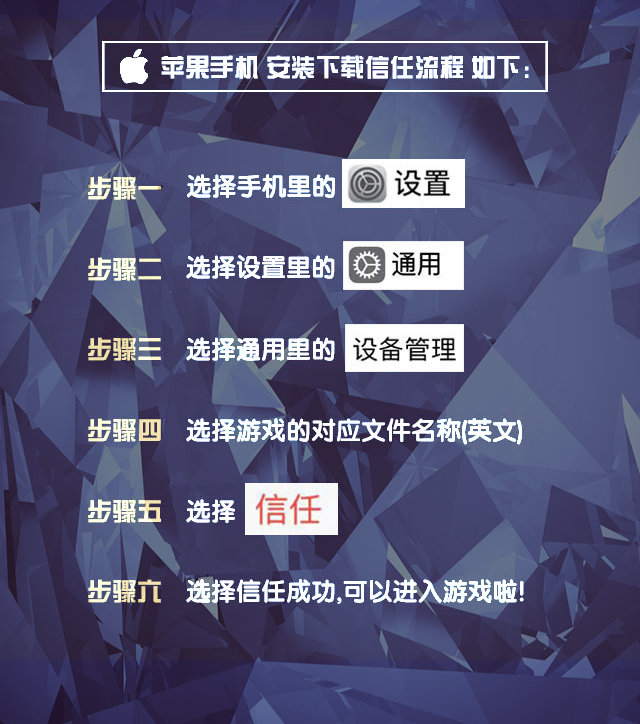 苹果手机 安装下载信任流程 如下：
步骤一 选择手机里的 设置
步骤二 选择设置里的 通用
步骤三 选择通用里的 设备管理
步骤四 选择游戏的对应文件名称(英文)
步骤五 选择 信任
步骤六 选择信任成功,可以进入游戏啦!